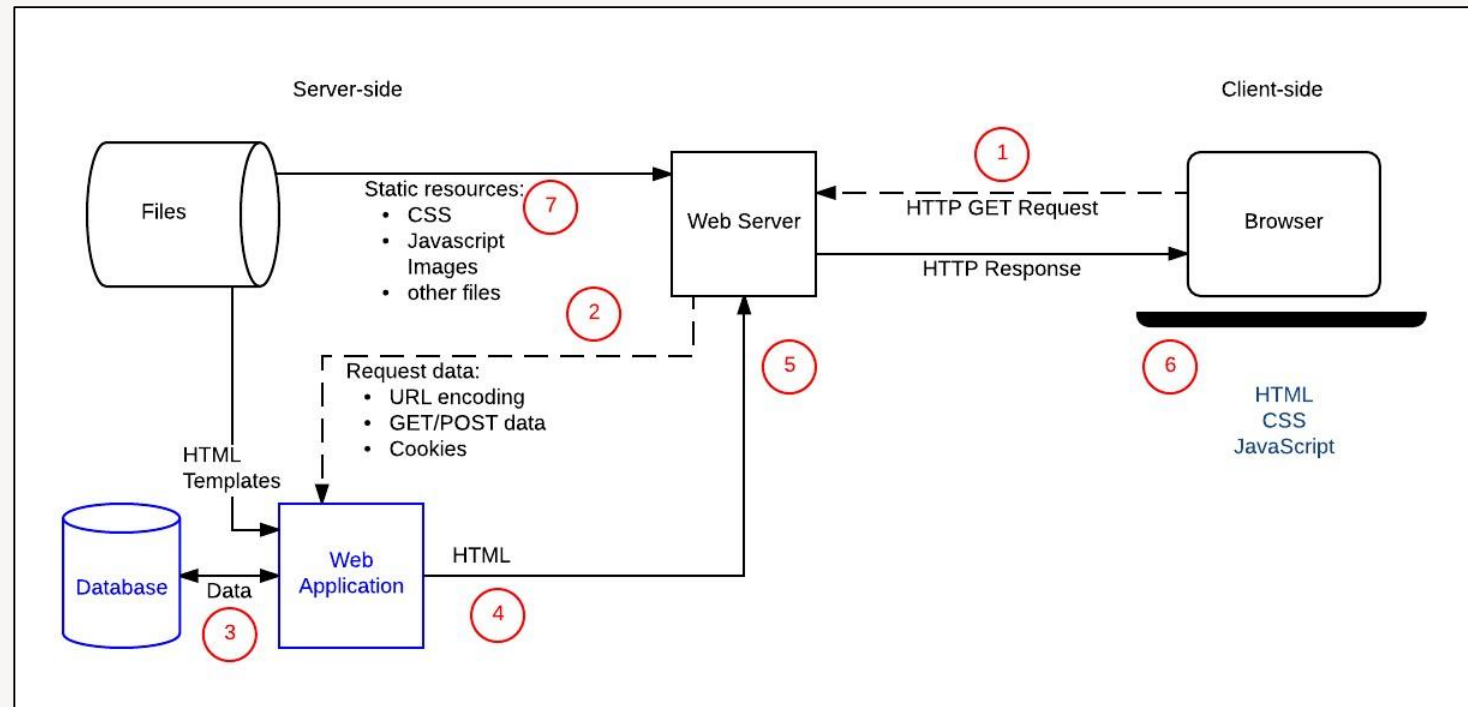 Server-side
Client-side
Files
Static resources:
• CSS
• Javascript
Images
• other files
7
Web Server
1
HTTP GET Request
HTTP Response
Browser
2
Request data:
• URL encoding
• GET/POST data
• Cookies
5
6
HTML
CSS
JavaScript
HTML
Templates
Database
Data
3
Web
Application
HTML
4